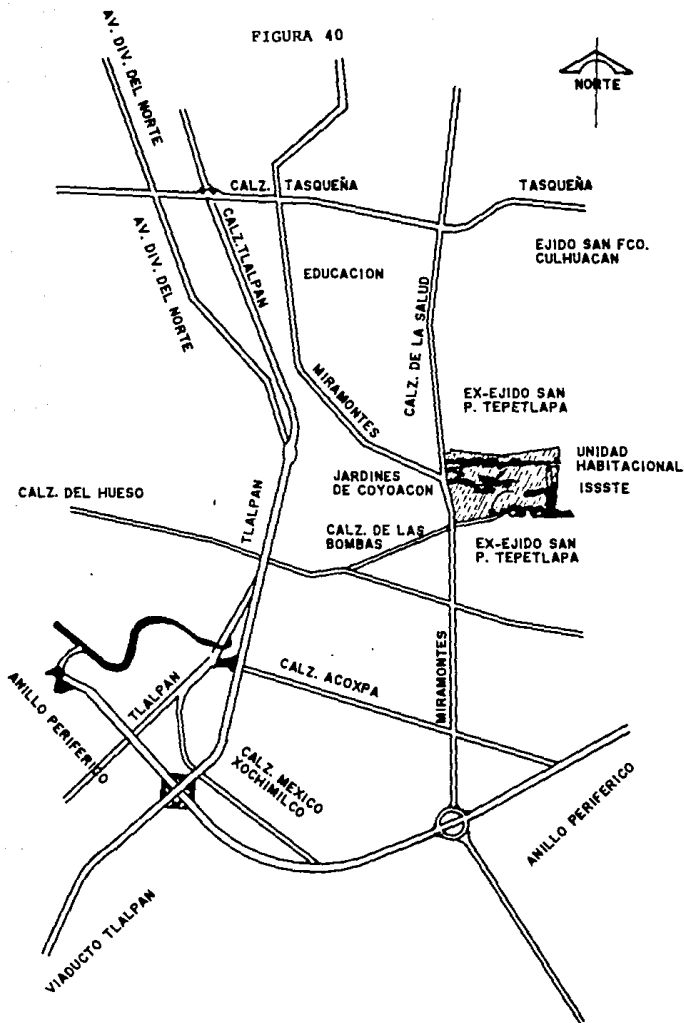 FIGURA 40
AV. DIV. DEL NORTE
NORTE
CALZ. TASQUEÑA
TASQUEÑA
AV. DIV. DEL NORTE
CALZ. TLALPAN
EJIDO SAN FCO.
CULHUACAN
EDUCACION
CALZ. DE LA SALUD
MIRAMONTES
EX-EJIDO SAN
P. TEPETLAPA
UNIDAD
HABITACIONAL
ISSSTE
JARDINES
DE COYOACON
CALZ. DEL HUESO
TLALPAN
CALZ. DE LAS
BOMBAS
EX-EJIDO SAN
P. TEPETLAPA
MIRAMONTES
CALZ. ACOXPA
TLALPAN
ANILLO PERIFERICO
CALZ. MEXICO
XOCHIMILCO
ANILLO PERIFERICO
VIADUCTO TLALPAN